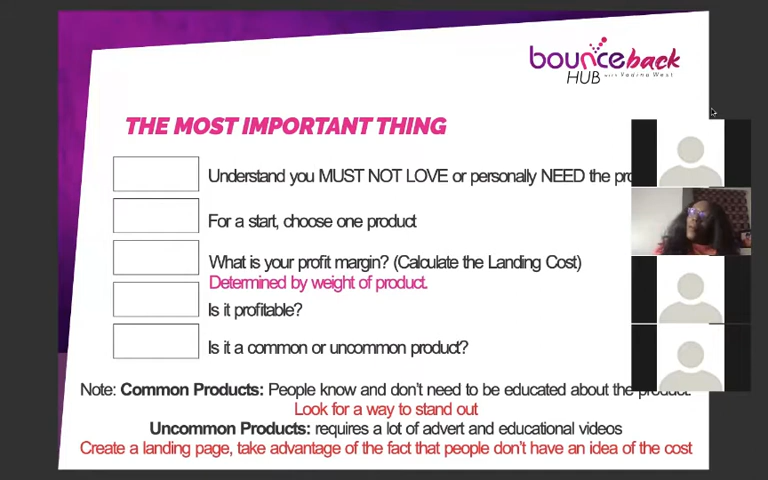 bounceback
HUB with Yadina West
THE MOST IMPORTANT THING
Understand you MUST NOT LOVE or personally NEED the pro
For a start, choose one product
What is your profit margin? (Calculate the Landing Cost)
Determined by weight of product.
Is it profitable?
Is it a common or uncommon product?
Note: Common Products: People know and don't need to be educated about the product.
Look for a way to stand out
Uncommon Products: requires a lot of advert and educational videos
Create a landing page, take advantage of the fact that people don't have an idea of the cost